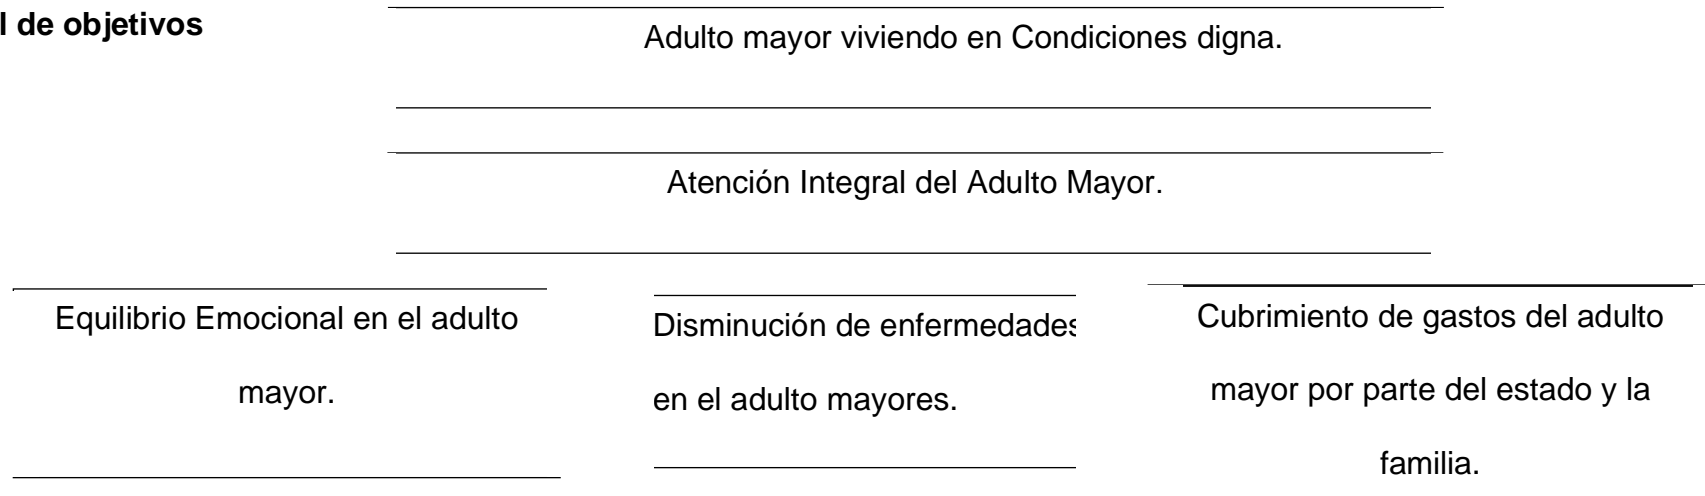 l de objetivos
Adulto mayor viviendo en Condiciones digna.
Atención Integral del Adulto Mayor.
Equilibrio Emocional en el adulto
mayor.
Disminución de enfermedades
en el adulto mayores.
Cubrimiento de gastos del adulto
mayor por parte del estado y la
familia.